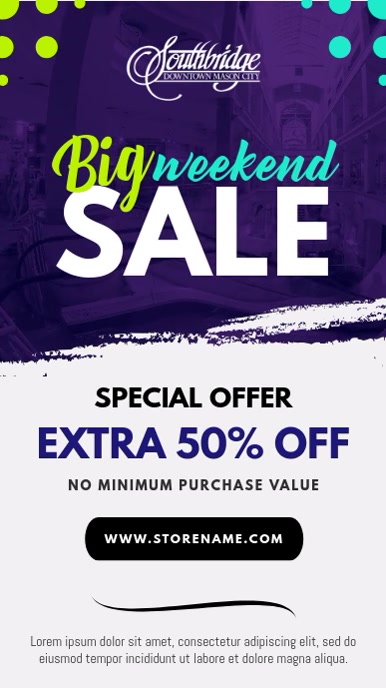 Southbridge
DOWNTOWN MASON CITY
Big weekend
SALE
SPECIAL OFFER
EXTRA 50% OFF
NO MINIMUM PURCHASE VALUE
WWW.STORENAME.COM
Lorem ipsum dolor sit amet, consectetur adipiscing elit, sed do
eiusmod tempor incididunt ut labore et dolore magna aliqua.